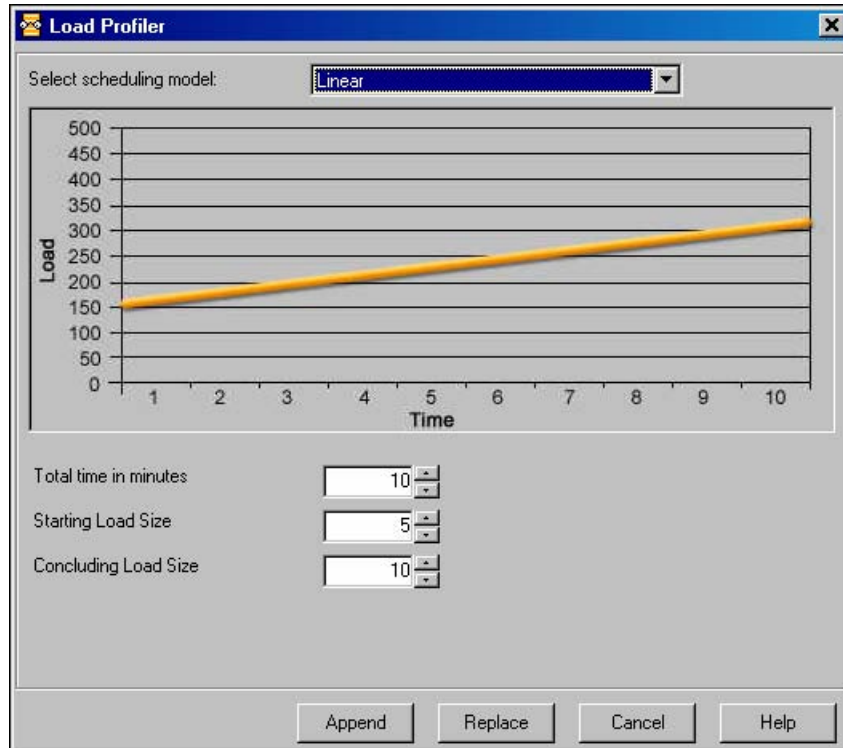 Load Profiler
Select scheduling model: Linear
500
450
400
350
300
250
200
150
100
50
0
Load
1 2 3 4 5 6 7 8 9 10
Time
Total time in minutes 10
Starting Load Size 5
Concluding Load Size 10
Append Replace Cancel Help